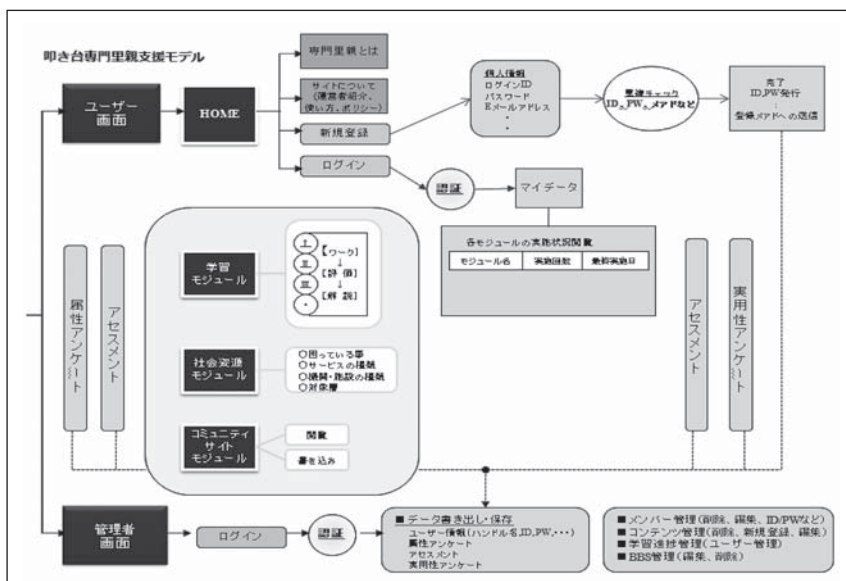 叩き台専門里親支援モデル
ユーザー
画面
HOME
専門里親とは
サイトについて
(運営者紹介、
使い方、ポリシー)
新規登録
ログイン
個人情報
ログインID
パスワード
Eメールアドレス
・
・
重複チェック
ID、PW、メアドなど
完了
ID,PW発行
:
登録メアドへの送信
認証
マイデータ
各モジュールの実施状況閲覧
モジュール名 実施回数 最終実施日
属性アンケート
アセスメント
学習
モジュール
Ⅰ
Ⅱ
Ⅲ
・
【ワーク】
↓
【評価】
↓
【解説】
社会資源
モジュール
○困っている事
○サービスの種類
○機関・施設の種類
○対象層
コミュニティ
サイト
モジュール
閲覧
書き込み
アセスメント
実用性アンケート
管理者
画面
ログイン
認証
■データ書き出し・保存
ユーザー情報(ハンドル名,ID,PW,・・・)
属性アンケート
アセスメント
実用性アンケート
■メンバー管理(削除、編集、ID/PWなど)
■コンテンツ管理(削除、新規登録、編集)
■学習進捗管理(ユーザー管理)
■BBS管理(編集、削除)